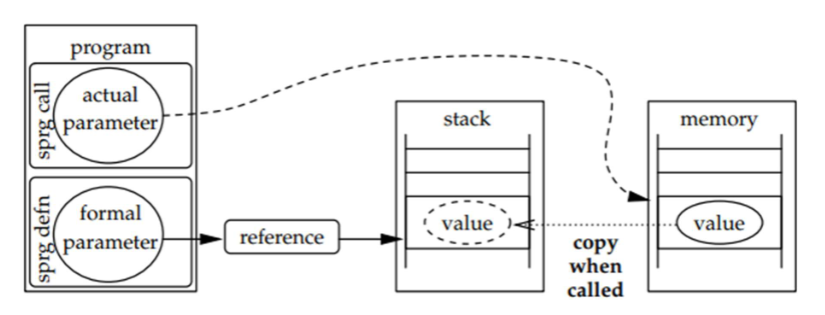 program
sprg call
actual
parameter
sprg defn
formal
parameter
reference
stack
value
copy
when
called
memory
value